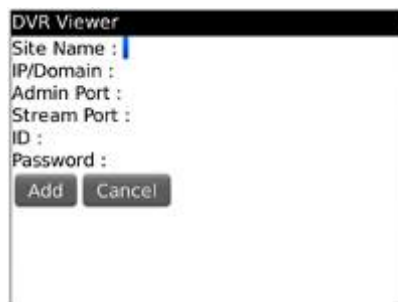 DVR Viewer
Site Name :
IP/Domain :
Admin Port :
Stream Port :
ID :
Password :
Add Cancel